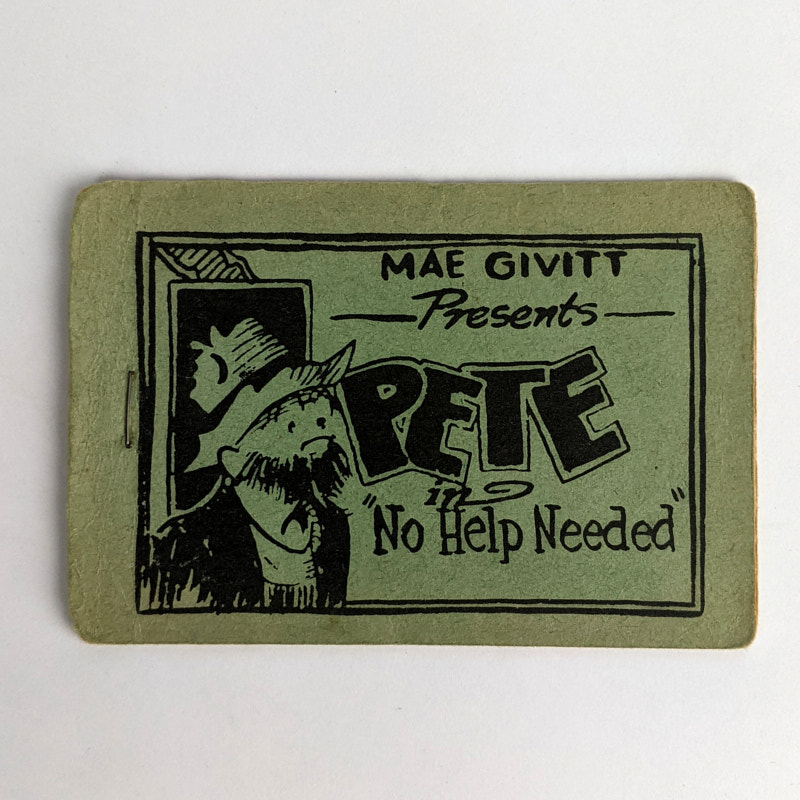 MAE GIVITT
Presents
PETE
in
"No Help Needed"